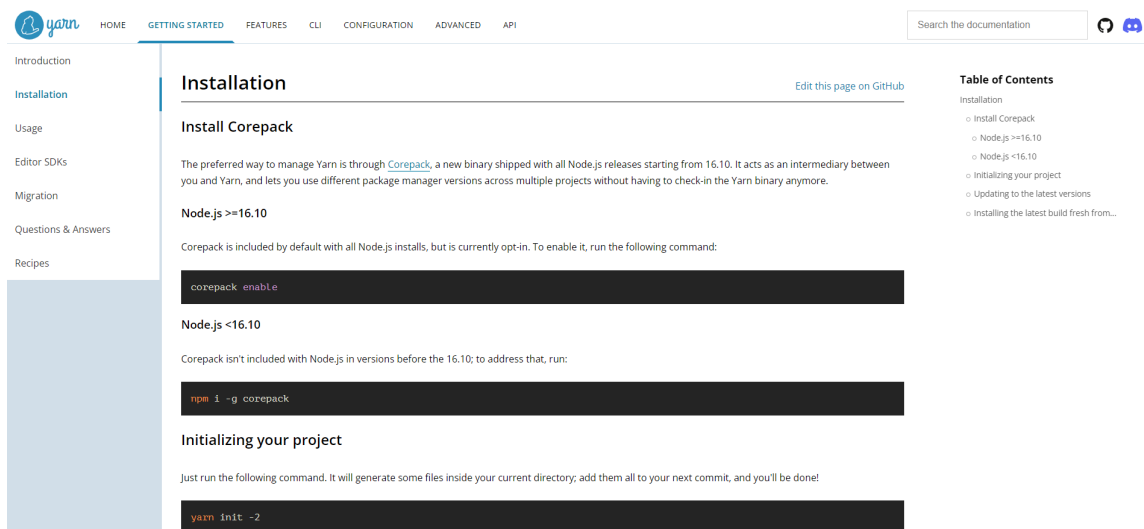 yarn HOME GETTING STARTED FEATURES CLI CONFIGURATION ADVANCED API Search the documentation
Introduction
Installation
Usage
Editor SDKs
Migration
Questions & Answers
Recipes
Installation
Edit this page on GitHub
Install Corepack
The preferred way to manage Yarn is through Corepack, a new binary shipped with all Node.js releases starting from 16.10. It acts as an intermediary between
you and Yarn, and lets you use different package manager versions across multiple projects without having to check-in the Yarn binary anymore.
Node.js >=16.10
Corepack is included by default with all Node.js installs, but is currently opt-in. To enable it, run the following command:
corepack enable
Node.js <16.10
Corepack isn't included with Node.js in versions before the 16.10; to address that, run:
npm i -g corepack
Initializing your project
Just run the following command. It will generate some files inside your current directory; add them all to your next commit, and you'll be done!
yarn init -2
Table of Contents
Installation
Install Corepack
Node.js >=16.10
Node.js <16.10
Initializing your project
Updating to the latest versions
Installing the latest build fresh from...